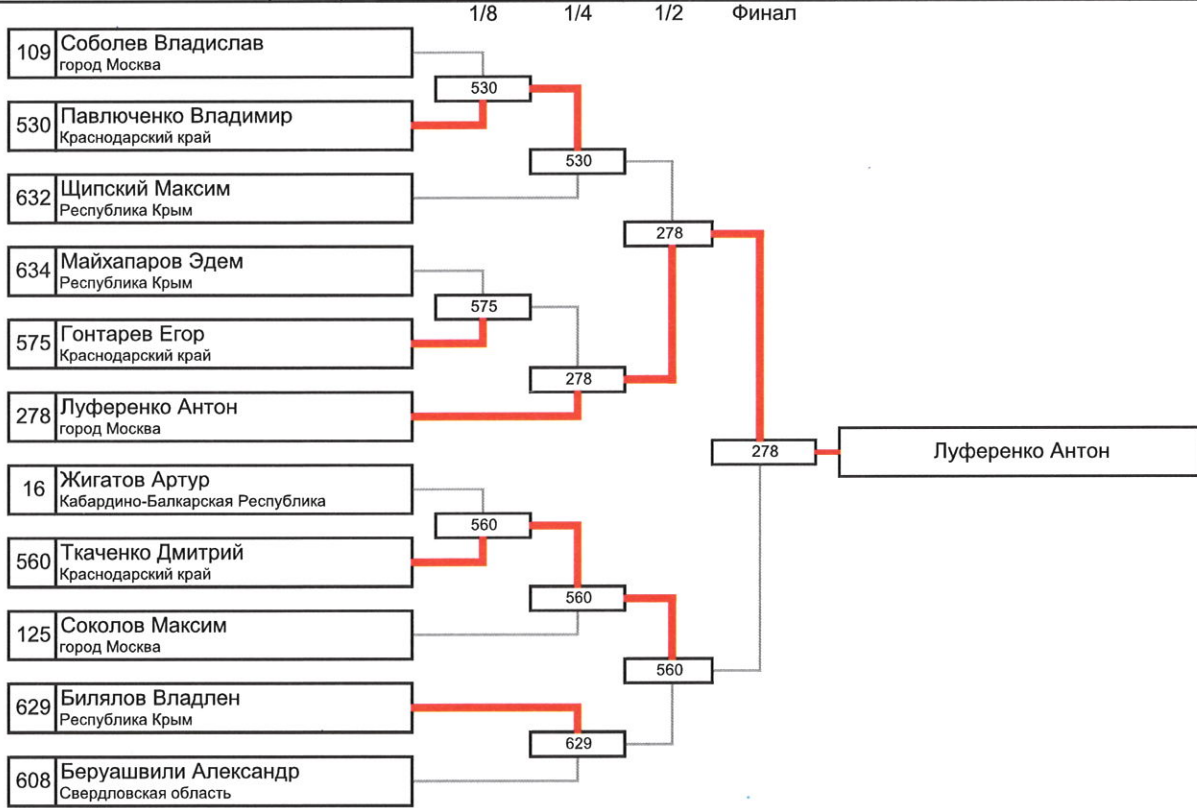 1/8 1/4 1/2 Финал
109 Соболев Владислав
город Москва
530
530 Павлюченко Владимир
Краснодарский край
530
632 Щипский Максим
Республика Крым
278
634 Майхапаров Эдем
Республика Крым
575
575 Гонтарев Егор
Краснодарский край
278
278 Луференко Антон
город Москва
278 Луференко Антон
16 Жигатов Артур
Кабардино-Балкарская Республика
560
560 Ткаченко Дмитрий
Краснодарский край
560
125 Соколов Максим
город Москва
560
629 Билялов Владлен
Республика Крым
629
608 Беруашвили Александр
Свердловская область